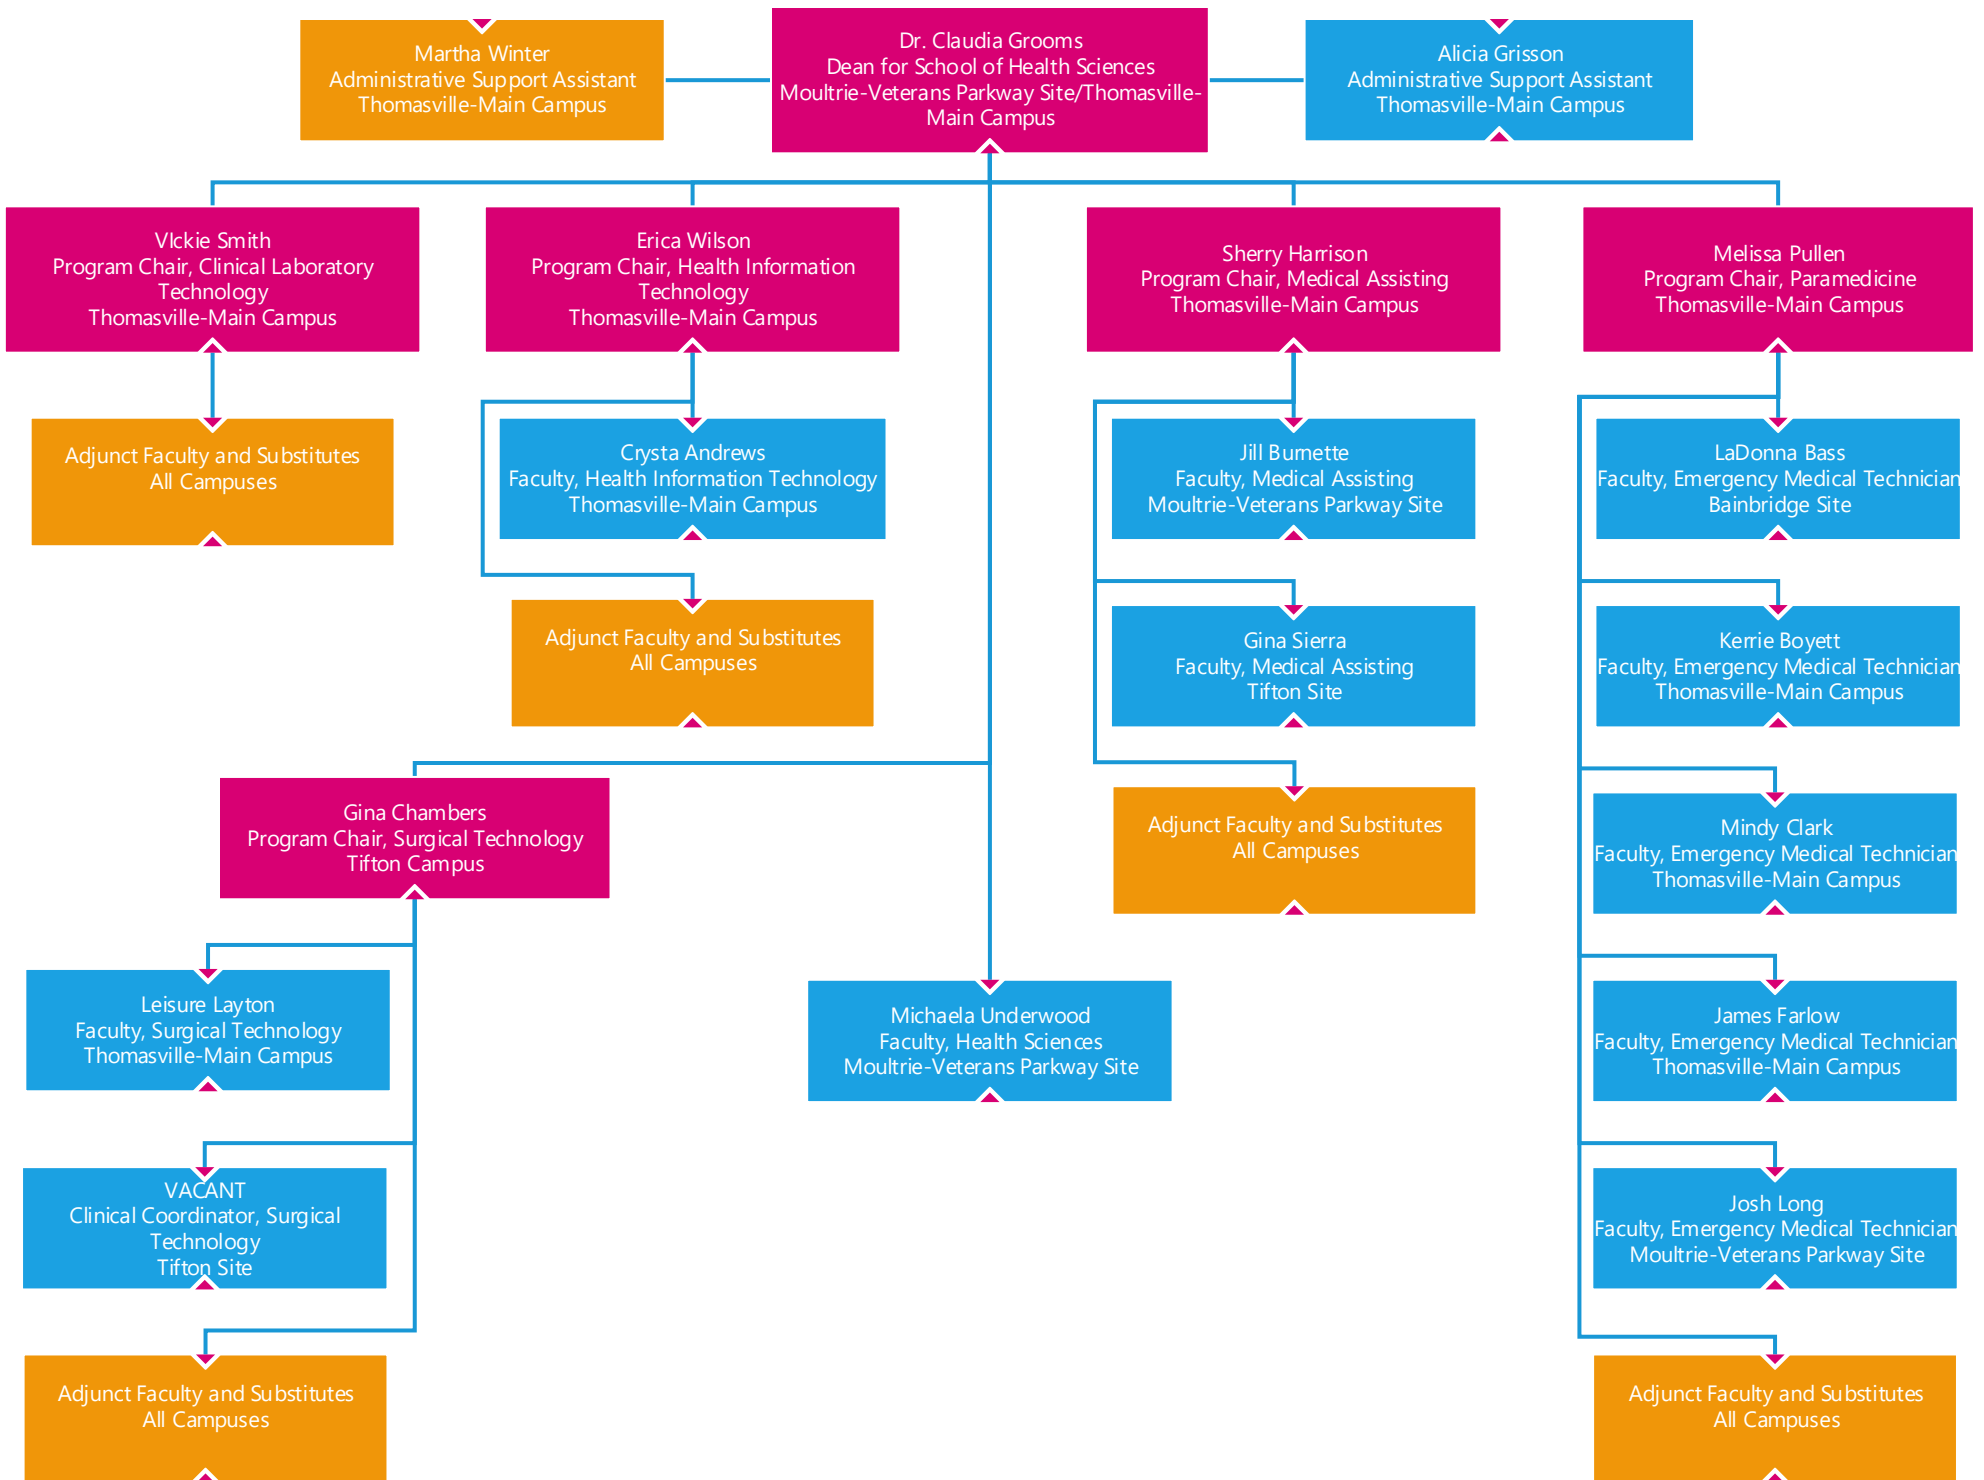 Martha Winter
Administrative Support Assistant
Thomasville-Main Campus
Dr. Claudia Grooms
Dean for School of Health Sciences
Moultrie-Veterans Parkway Site/Thomasville-
Main Campus
Alicia Grisson
Administrative Support Assistant
Thomasville-Main Campus
VIckie Smith
Program Chair, Clinical Laboratory
Technology
Thomasville-Main Campus
Erica Wilson
Program Chair, Health Information
Technology
Thomasville-Main Campus
Sherry Harrison
Program Chair, Medical Assisting
Thomasville-Main Campus
Melissa Pullen
Program Chair, Paramedicine
Thomasville-Main Campus
Adjunct Faculty and Substitutes
All Campuses
Crysta Andrews
Faculty, Health Information Technology
Thomasville-Main Campus
Jill Burnette
Faculty, Medical Assisting
Moultrie-Veterans Parkway Site
LaDonna Bass
Faculty, Emergency Medical Technician
Bainbridge Site
Adjunct Faculty and Substitutes
All Campuses
Gina Sierra
Faculty, Medical Assisting
Tifton Site
Kerrie Boyett
Faculty, Emergency Medical Technician
Thomasville-Main Campus
Gina Chambers
Program Chair, Surgical Technology
Tifton Campus
Adjunct Faculty and Substitutes
All Campuses
Mindy Clark
Faculty, Emergency Medical Technician
Thomasville-Main Campus
Leisure Layton
Faculty, Surgical Technology
Thomasville-Main Campus
Michaela Underwood
Faculty, Health Sciences
Moultrie-Veterans Parkway Site
James Farlow
Faculty, Emergency Medical Technician
Thomasville-Main Campus
VACANT
Clinical Coordinator, Surgical
Technology
Tifton Site
Josh Long
Faculty, Emergency Medical Technician
Moultrie-Veterans Parkway Site
Adjunct Faculty and Substitutes
All Campuses
Adjunct Faculty and Substitutes
All Campuses